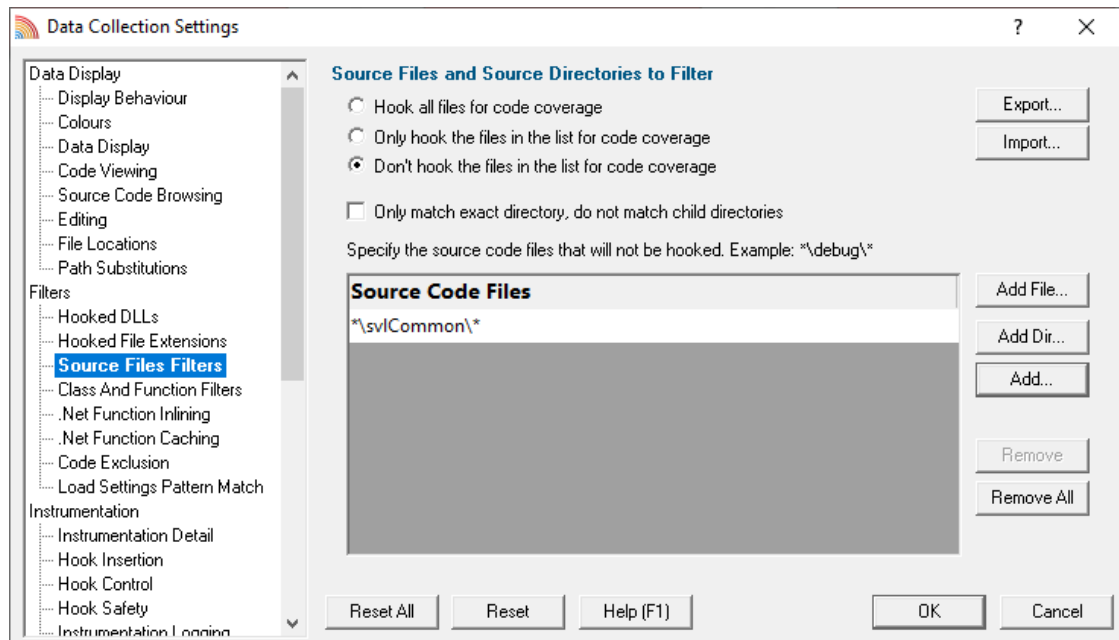 Data Collection Settings
?
Data Display
Display Behaviour
Colours
Data Display
Code Viewing
Source Code Browsing
Editing
File Locations
Path Substitutions
Filters
Hooked DLLs
Hooked File Extensions
Source Files Filters
Class And Function Filters
.Net Function Inlining
.Net Function Caching
Code Exclusion
Load Settings Pattern Match
Instrumentation
Instrumentation Detail
Hook Insertion
Hook Control
Hook Safety
Instrumentation Logging
Source Files and Source Directories to Filter
Hook all files for code coverage
Only hook the files in the list for code coverage
Don't hook the files in the list for code coverage
Only match exact directory, do not match child directories
Specify the source code files that will not be hooked. Example: *\debug\*
Source Code Files
*\svlCommon\*
Export...
Import...
Add File...
Add Dir...
Add...
Remove
Remove All
Reset All
Reset
Help (F1)
OK
Cancel